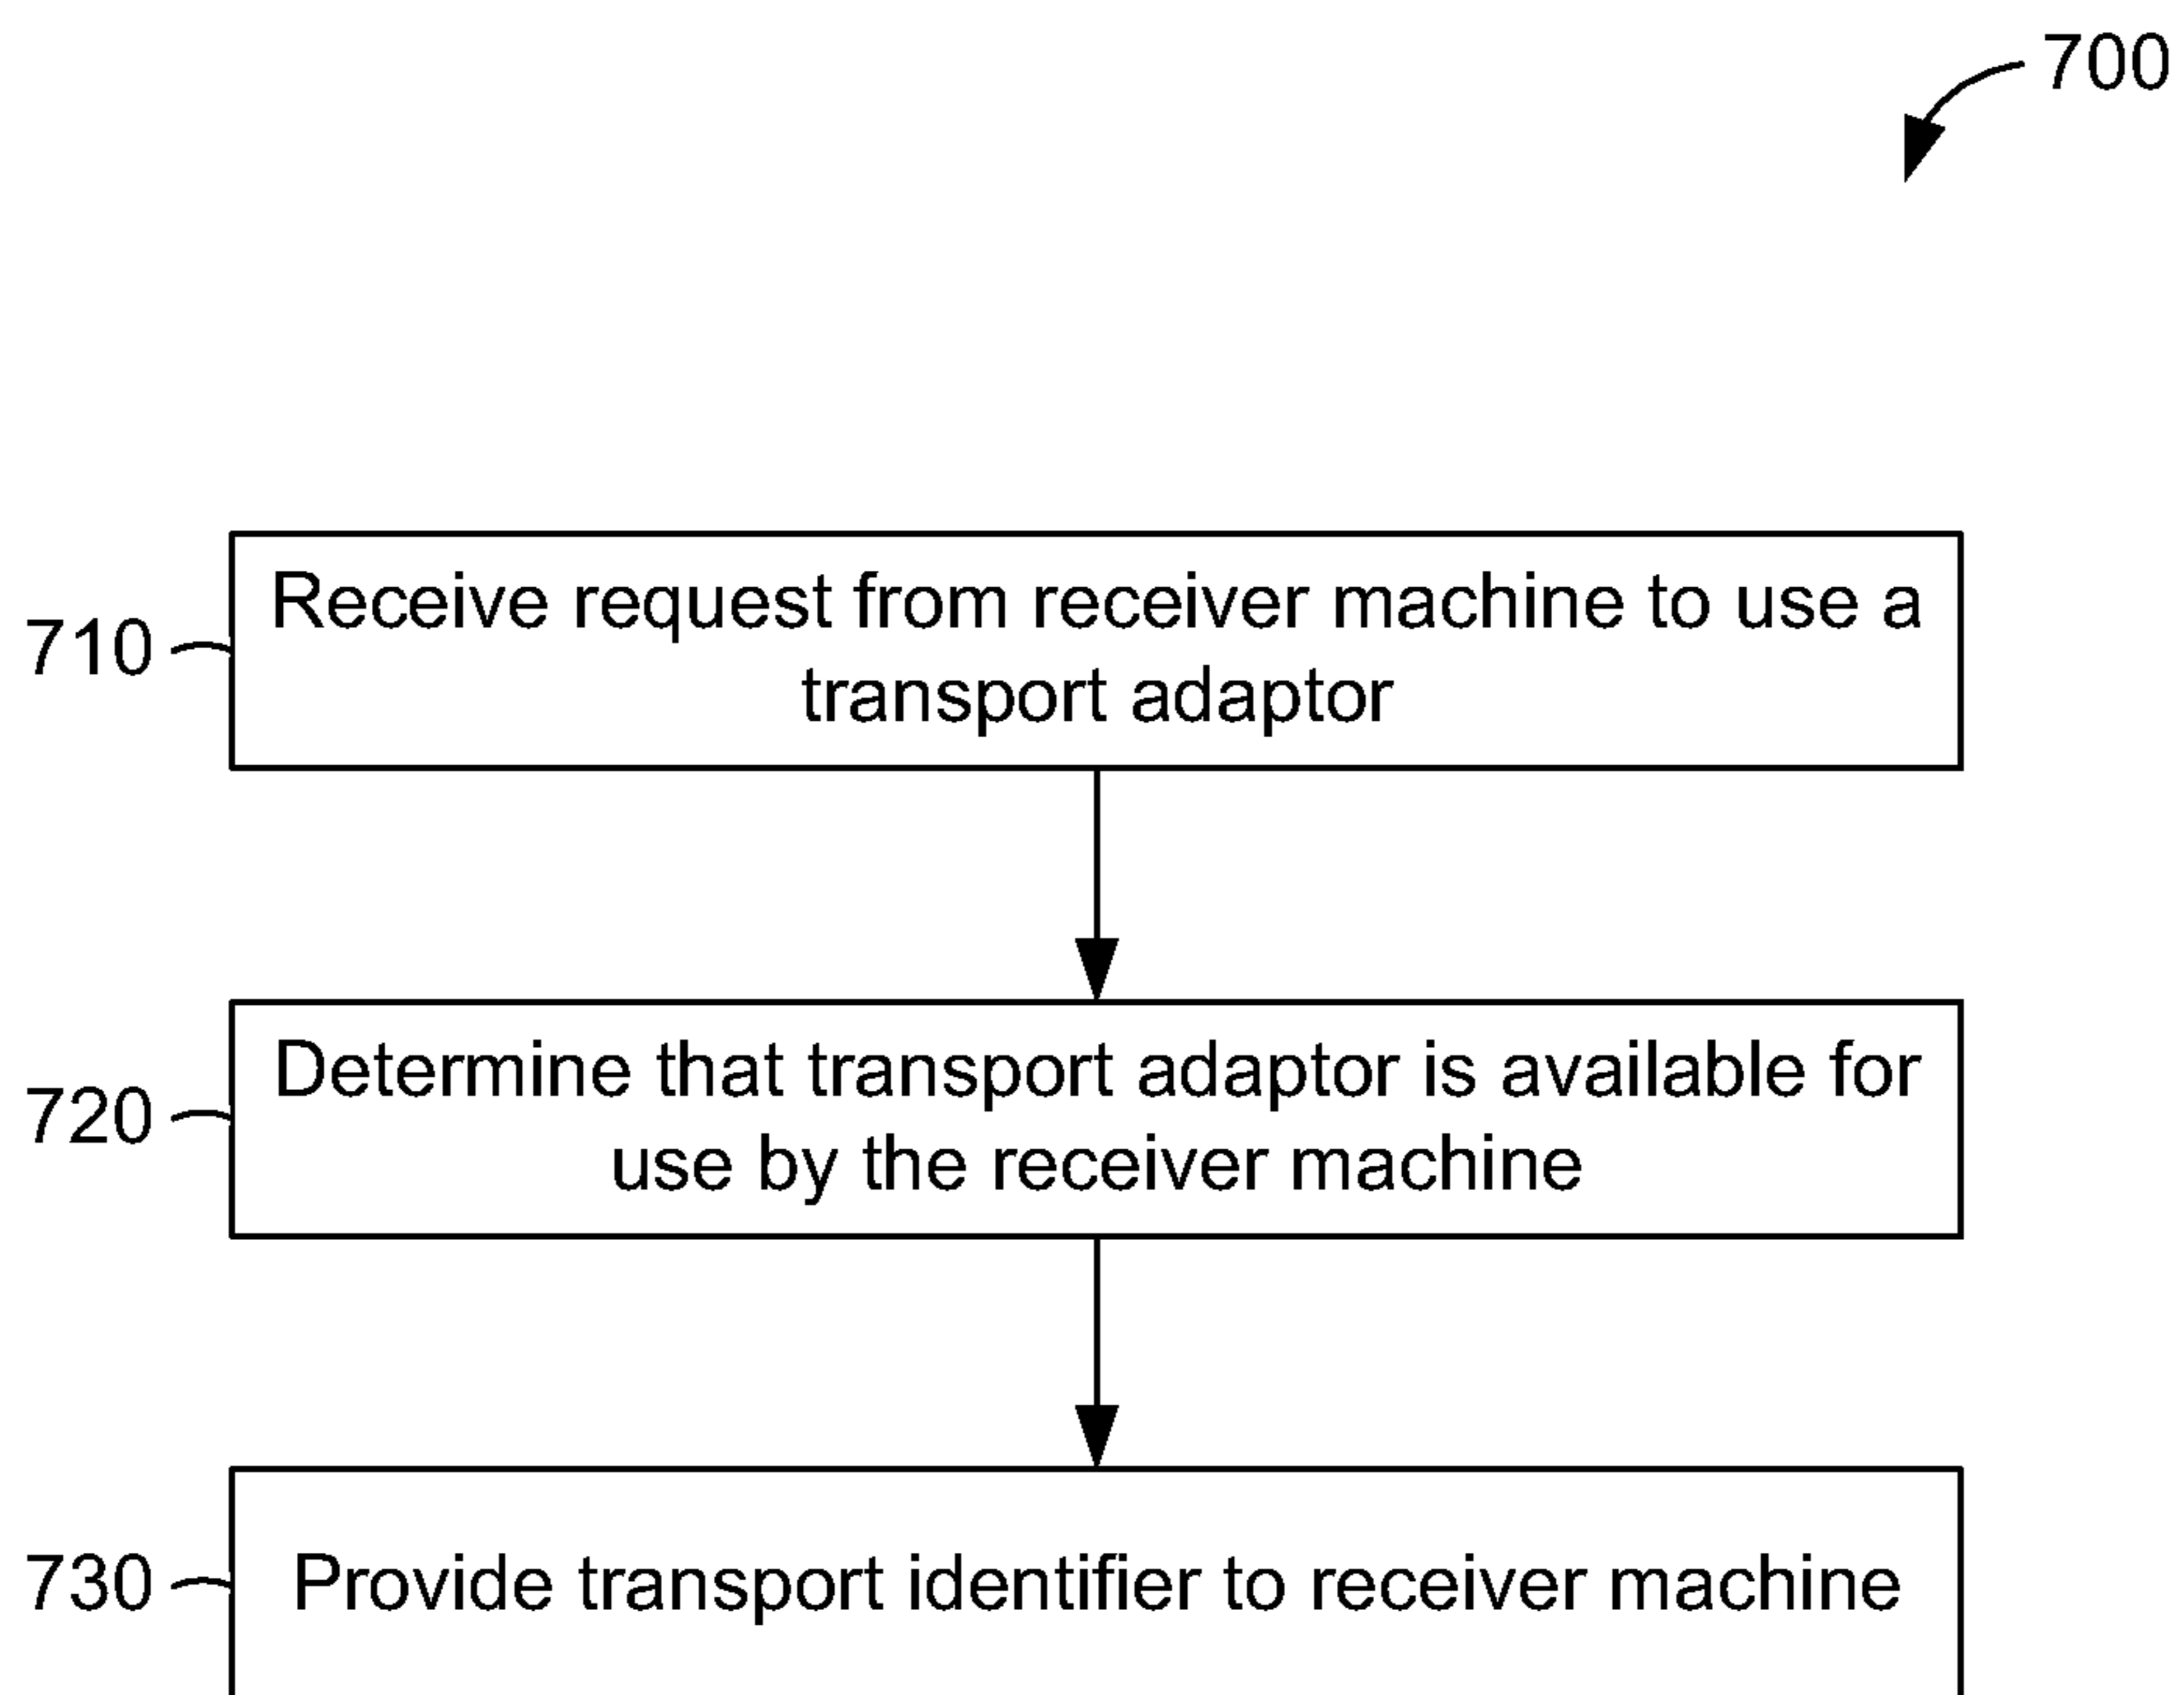 700
710
Receive request from receiver machine to use a
transport adaptor
720
Determine that transport adaptor is available for
use by the receiver machine
730
Provide transport identifier to receiver machine